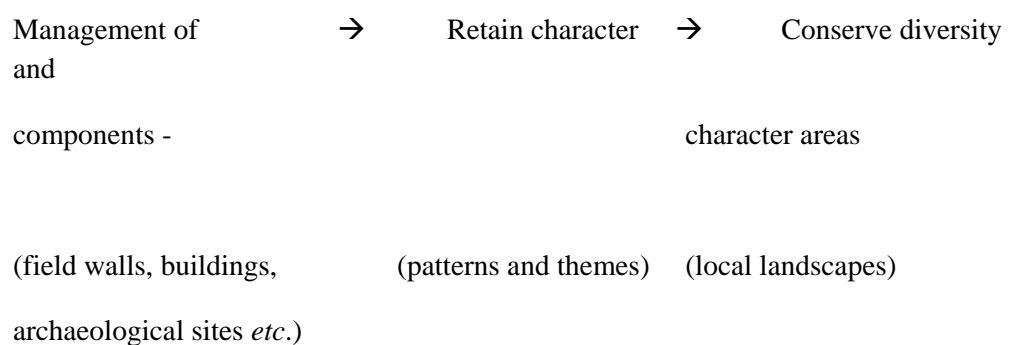 Management of → Retain character → Conserve diversity
and
components - character areas
(field walls, buildings, (patterns and themes) (local landscapes)
archaeological sites etc.)